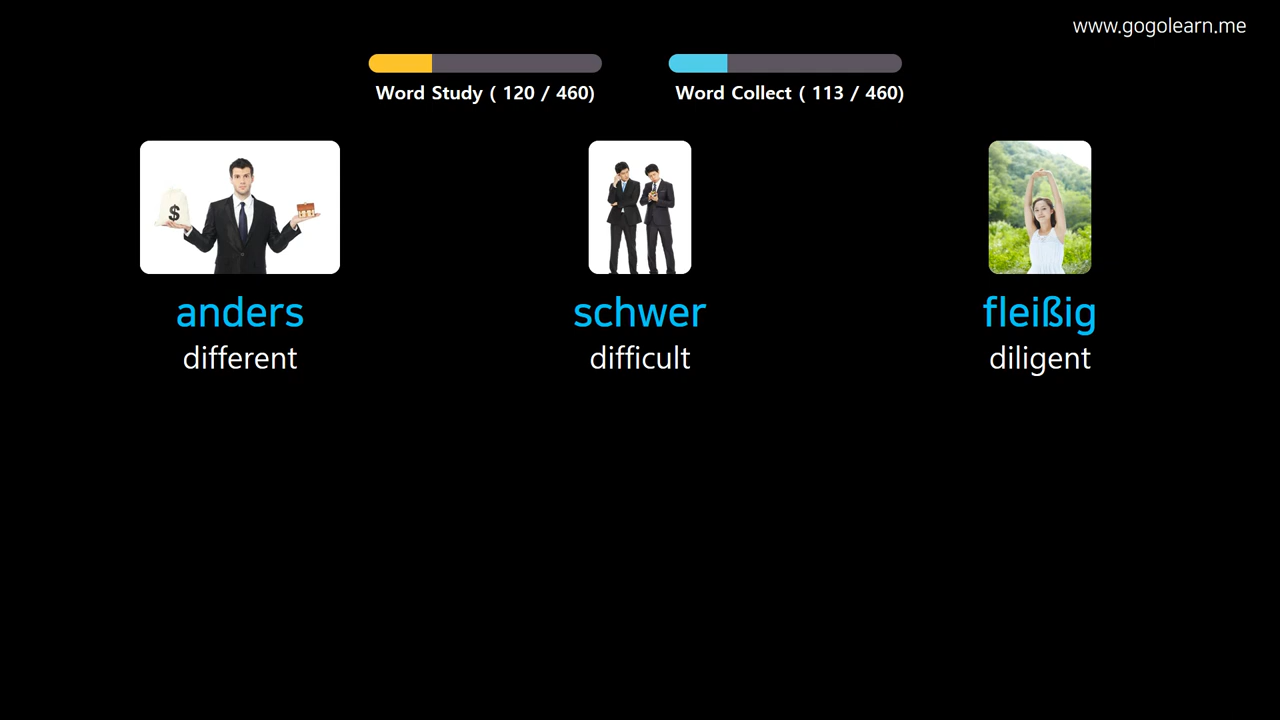 www.gogolearn.me
Word Study ( 120 / 460)
Word Collect ( 113 / 460)
$
anders
different
schwer
difficult
fleißig
diligent